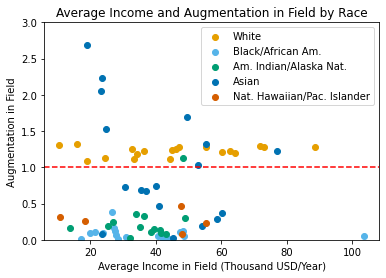 Average Income and Augmentation in Field by Race
White
Black/African Am.
Am. Indian/Alaska Nat.
Asian
Nat. Hawaiian/Pac. Islander
Augmentation in Field
3.0
2.5
2.0
1.5
1.0
0.5
0.0
20 40 60 80 100
Average Income in Field (Thousand USD/Year)